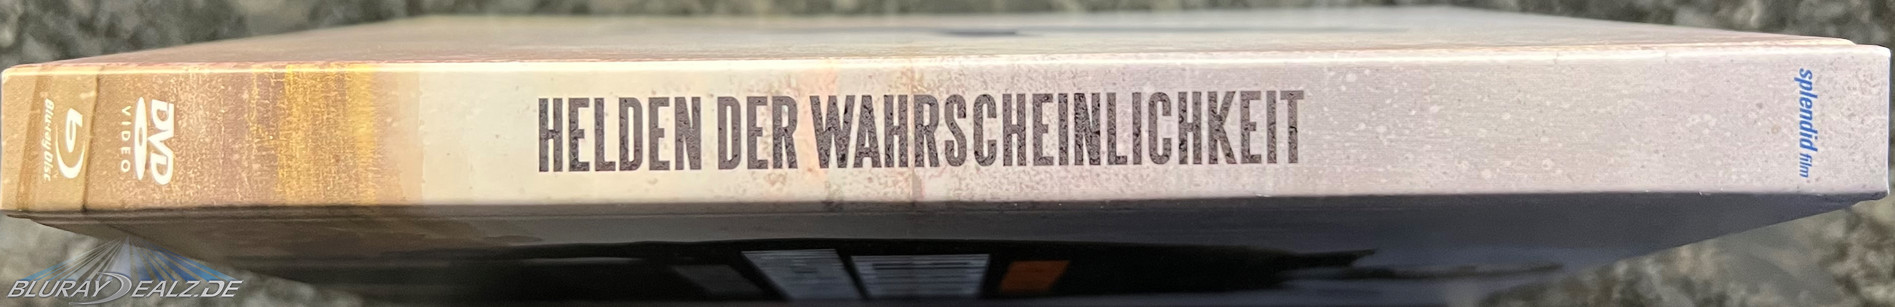 Blu-ray Disc
DVD
VIDEO
HELDEN DER WAHRSCHEINLICHKEIT
splendid film
BLURAYDEALZ.DE